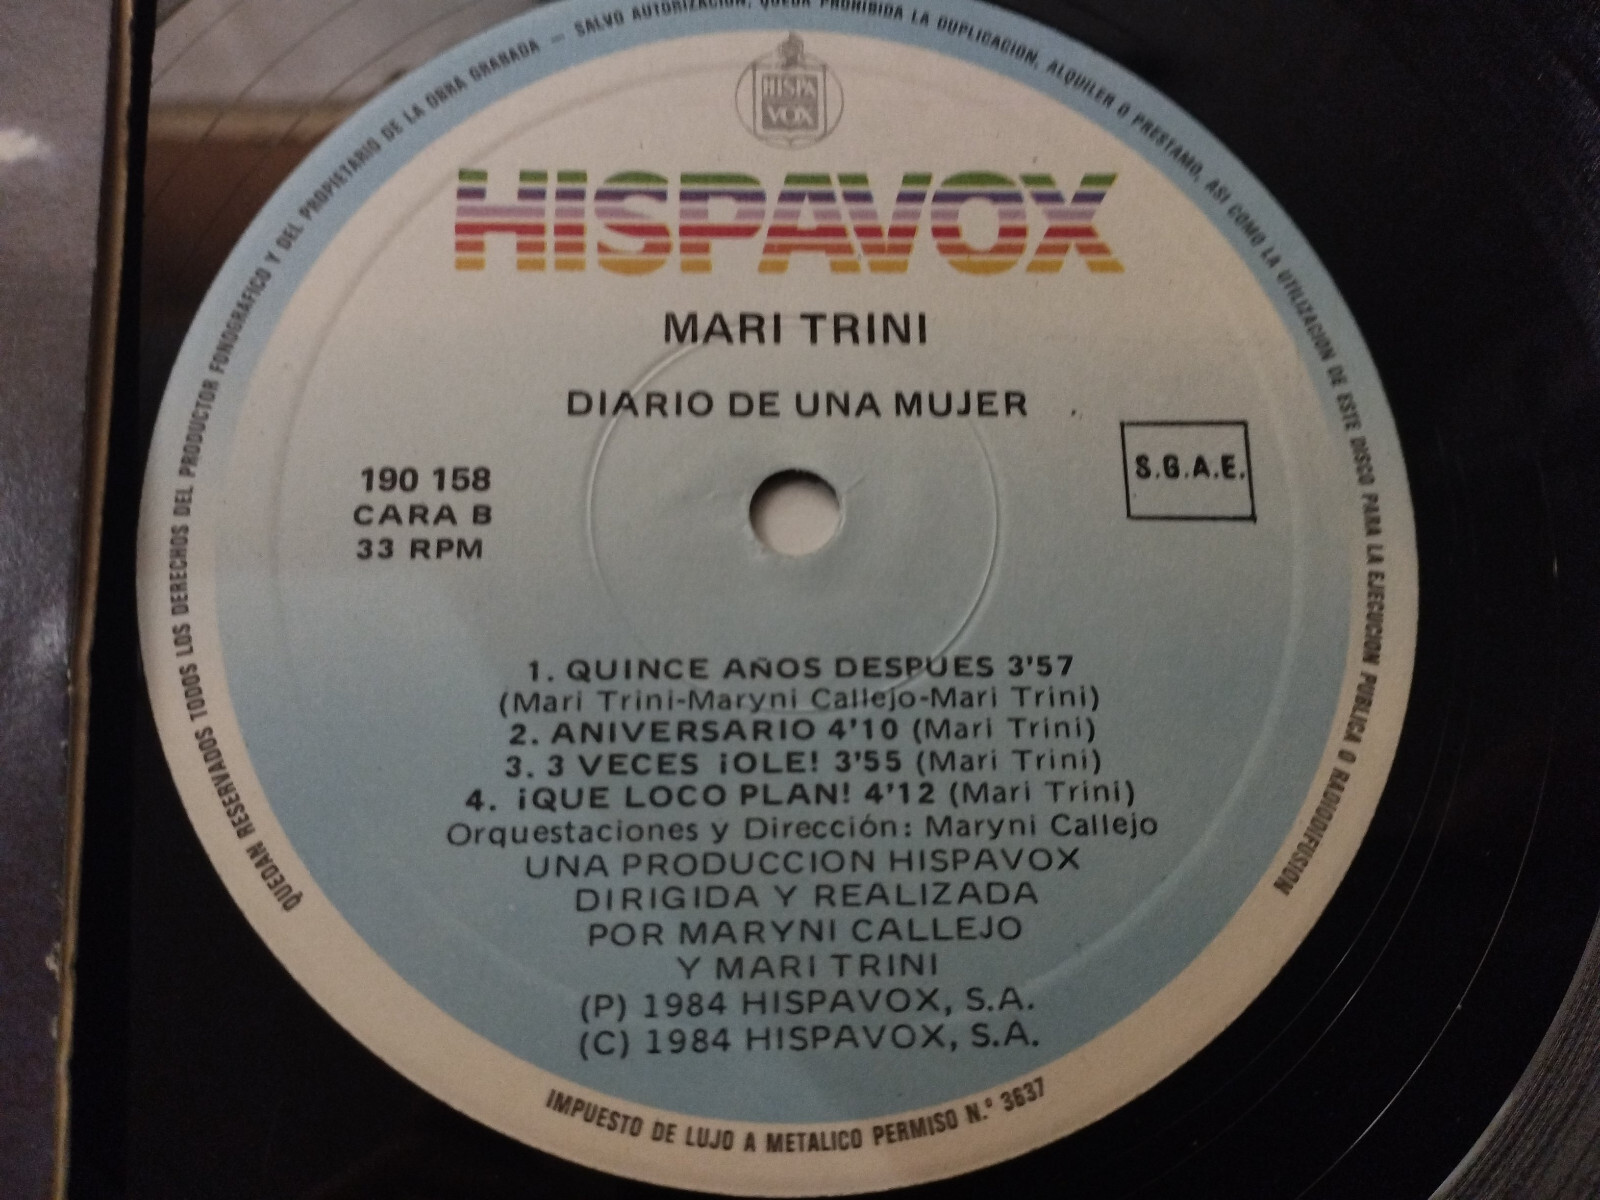 QUEDAN RESERVADOS TODOS LOS DERECHOS DEL PRODUCTOR FONOGRAFICO Y DEL PROPIETARIO DE LA OBRA GRABADA — SALVO AUTORIZACION, QUEDA PROHIBIDA LA DUPLICACION, ALQUILER O PRESTAMO, ASI COMO LA UTILIZACION DE ESTE DISCO PARA LA EJECUCION PUBLICA O RADIODIFUSION
HISPA
VOX
HISPAVOX
MARI TRINI
DIARIO DE UNA MUJER
190 158
CARA B
33 RPM
S.G.A.E.
1. QUINCE AÑOS DESPUES 3'57
(Mari Trini-Maryni Callejo-Mari Trini)
2. ANIVERSARIO 4'10 (Mari Trini)
3. 3 VECES ¡OLE! 3'55 (Mari Trini)
4. ¡QUE LOCO PLAN! 4'12 (Mari Trini)
Orquestaciones y Dirección: Maryni Callejo
UNA PRODUCCION HISPAVOX
DIRIGIDA Y REALIZADA
POR MARYNI CALLEJO
Y MARI TRINI
(P) 1984 HISPAVOX, S.A.
(C) 1984 HISPAVOX, S.A.
IMPUESTO DE LUJO A METALICO PERMISO N.º 3637